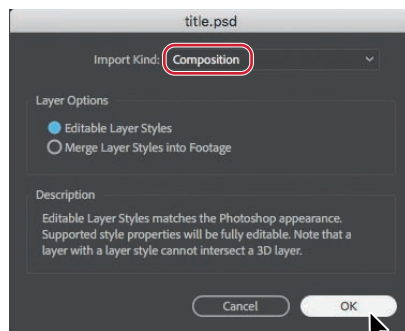 title.psd
Import Kind: Composition
Layer Options
Editable Layer Styles
Merge Layer Styles into Footage
Description
Editable Layer Styles matches the Photoshop appearance.
Supported style properties will be fully editable. Note that a
layer with a layer style cannot intersect a 3D layer.
Cancel OK